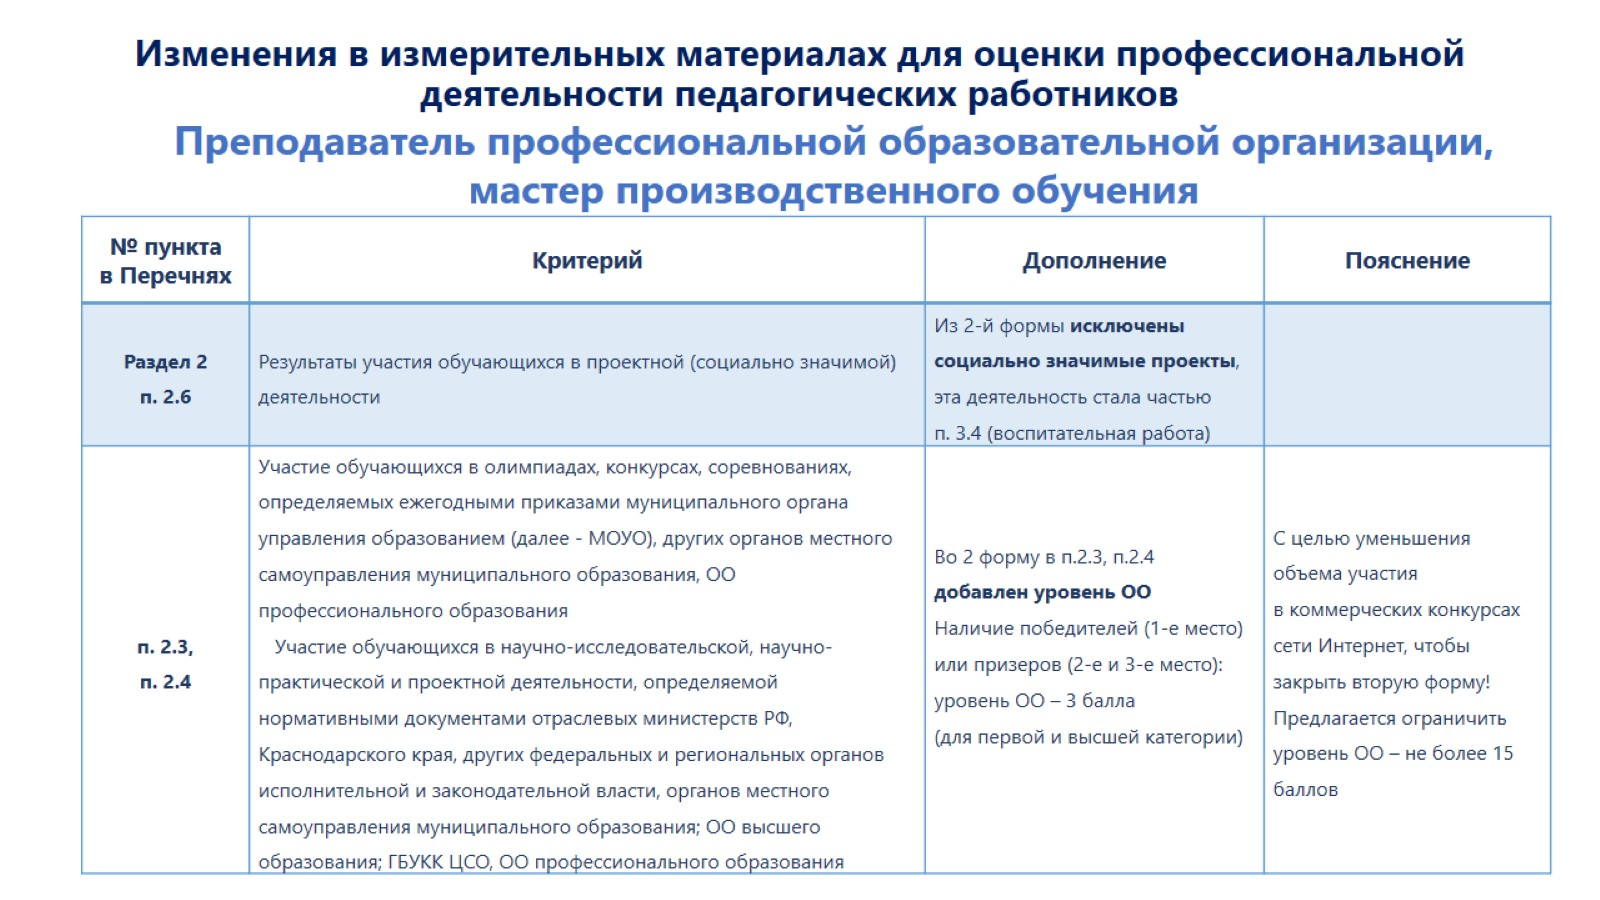 Изменения в измерительных материалах для оценки профессиональной
деятельности педагогических работников
Преподаватель профессиональной образовательной организации,
мастер производственного обучения
№ пункта
в Перечнях
Критерий
Дополнение
Пояснение
Раздел 2
п. 2.6
Результаты участия обучающихся в проектной (социально значимой)
деятельности
Из 2-й формы исключены
социально значимые проекты,
эта деятельность стала частью
п. 3.4 (воспитательная работа)
п. 2.3,
п. 2.4
Участие обучающихся в олимпиадах, конкурсах, соревнованиях,
определяемых ежегодными приказами муниципального органа
управления образованием (далее - МОУО), других органов местного
самоуправления муниципального образования, ОО
профессионального образования
Участие обучающихся в научно-исследовательской, научно-
практической и проектной деятельности, определяемой
нормативными документами отраслевых министерств РФ,
Краснодарского края, других федеральных и региональных органов
исполнительной и законодательной власти, органов местного
самоуправления муниципального образования; ОО высшего
образования; ГБУКК ЦСО, ОО профессионального образования
Во 2 форму в п.2.3, п.2.4
добавлен уровень ОО
Наличие победителей (1-е место)
или призеров (2-е и 3-е место):
уровень ОО – 3 балла
(для первой и высшей категории)
С целью уменьшения
объема участия
в коммерческих конкурсах
сети Интернет, чтобы
закрыть вторую форму!
Предлагается ограничить
уровень ОО – не более 15
баллов